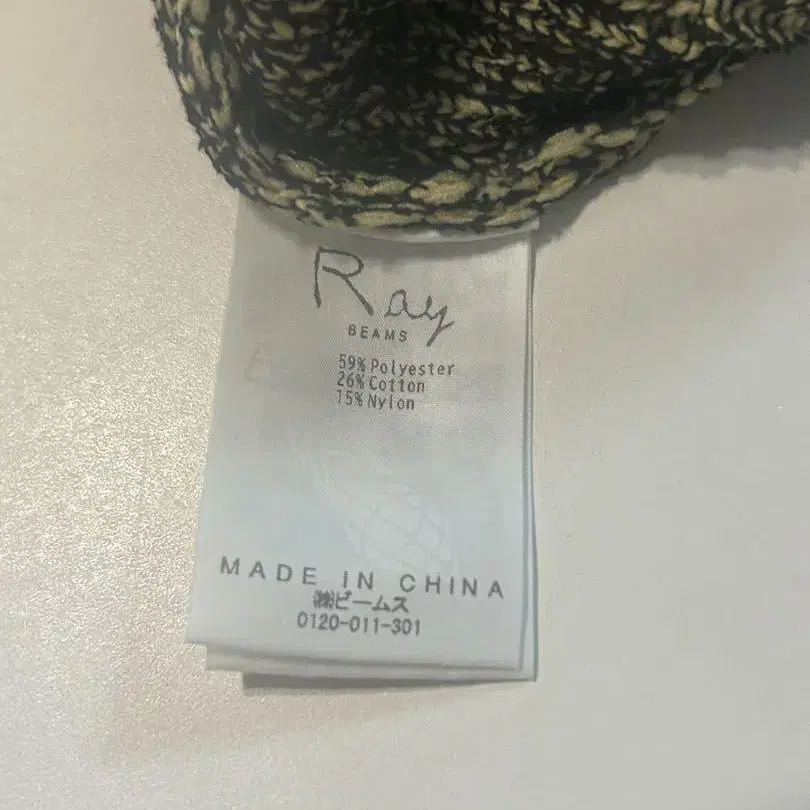 Ray
BEAMS
59% Polyester
26% Cotton
15% Nylon
MADE IN CHINA
㈱ビームス
0120-011-301